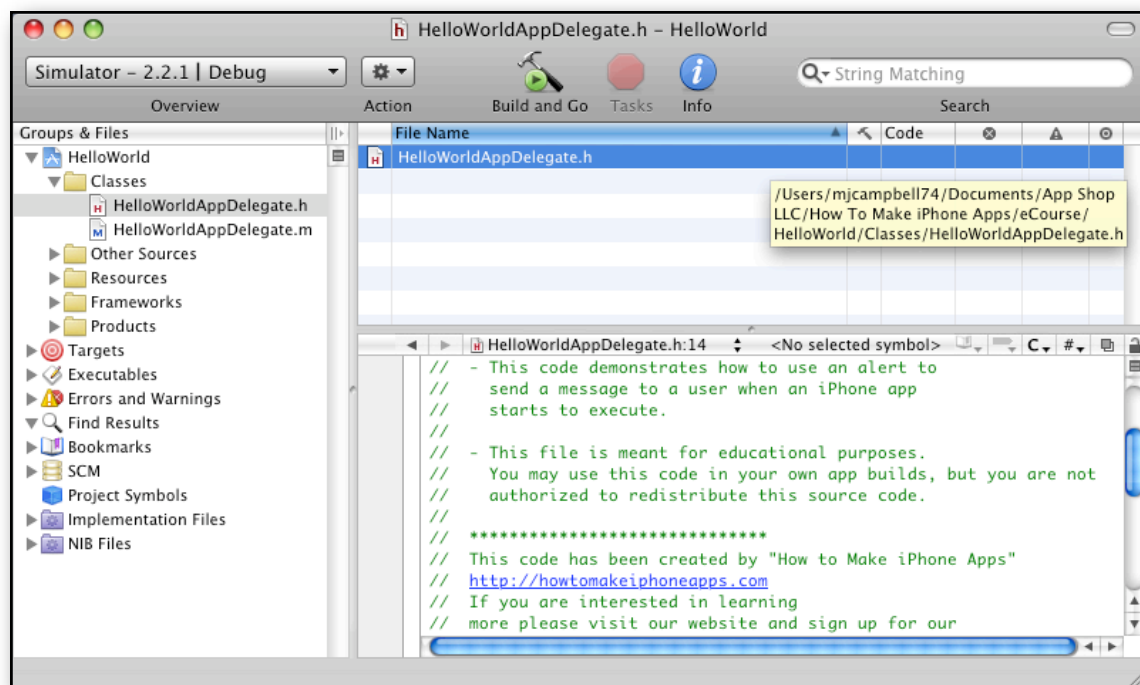 HelloWorldAppDelegate.h – HelloWorld
Simulator – 2.2.1 | Debug
String Matching
Overview
Action
Build and Go
Tasks
Info
Search
Groups & Files
HelloWorld
Classes
HelloWorldAppDelegate.h
HelloWorldAppDelegate.m
Other Sources
Resources
Frameworks
Products
Targets
Executables
Errors and Warnings
Find Results
Bookmarks
SCM
Project Symbols
Implementation Files
NIB Files
File Name
Code
HelloWorldAppDelegate.h
/Users/mjcampbell74/Documents/App Shop
LLC/How To Make iPhone Apps/eCourse/
HelloWorld/Classes/HelloWorldAppDelegate.h
HelloWorldAppDelegate.h:14
<No selected symbol>
C
#
// - This code demonstrates how to use an alert to
// send a message to a user when an iPhone app
// starts to execute.
//
// - This file is meant for educational purposes.
// You may use this code in your own app builds, but you are not
// authorized to redistribute this source code.
//
// ******************************
// This code has been created by "How to Make iPhone Apps"
// http://howtomakeiphoneapps.com
// If you are interested in learning
// more please visit our website and sign up for our